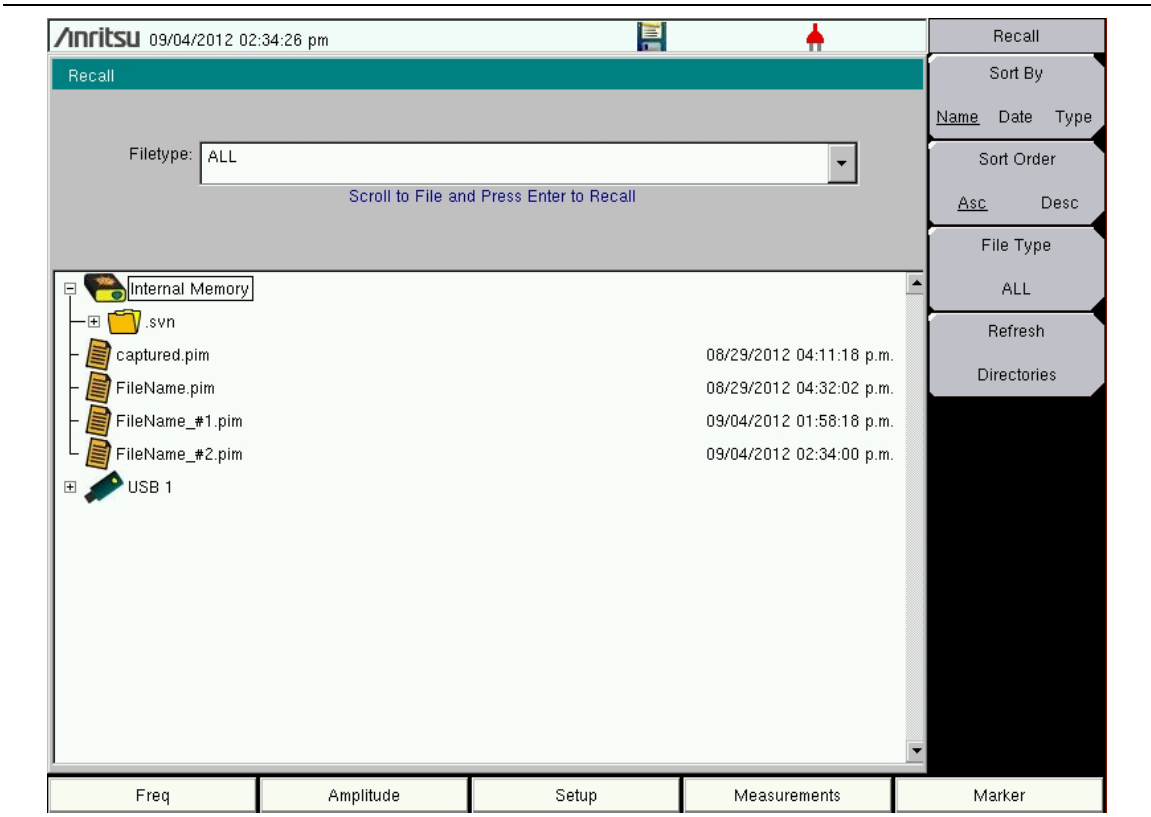 Anritsu 09/04/2012 02:34:26 pm
Recall
Filetype: ALL
Scroll to File and Press Enter to Recall
Internal Memory
.svn
captured.pim 08/29/2012 04:11:18 p.m.
FileName.pim 08/29/2012 04:32:02 p.m.
FileName_#1.pim 09/04/2012 01:58:18 p.m.
FileName_#2.pim 09/04/2012 02:34:00 p.m.
USB 1
Recall
Sort By
Name Date Type
Sort Order
Asc Desc
File Type
ALL
Refresh
Directories
Freq Amplitude Setup Measurements Marker